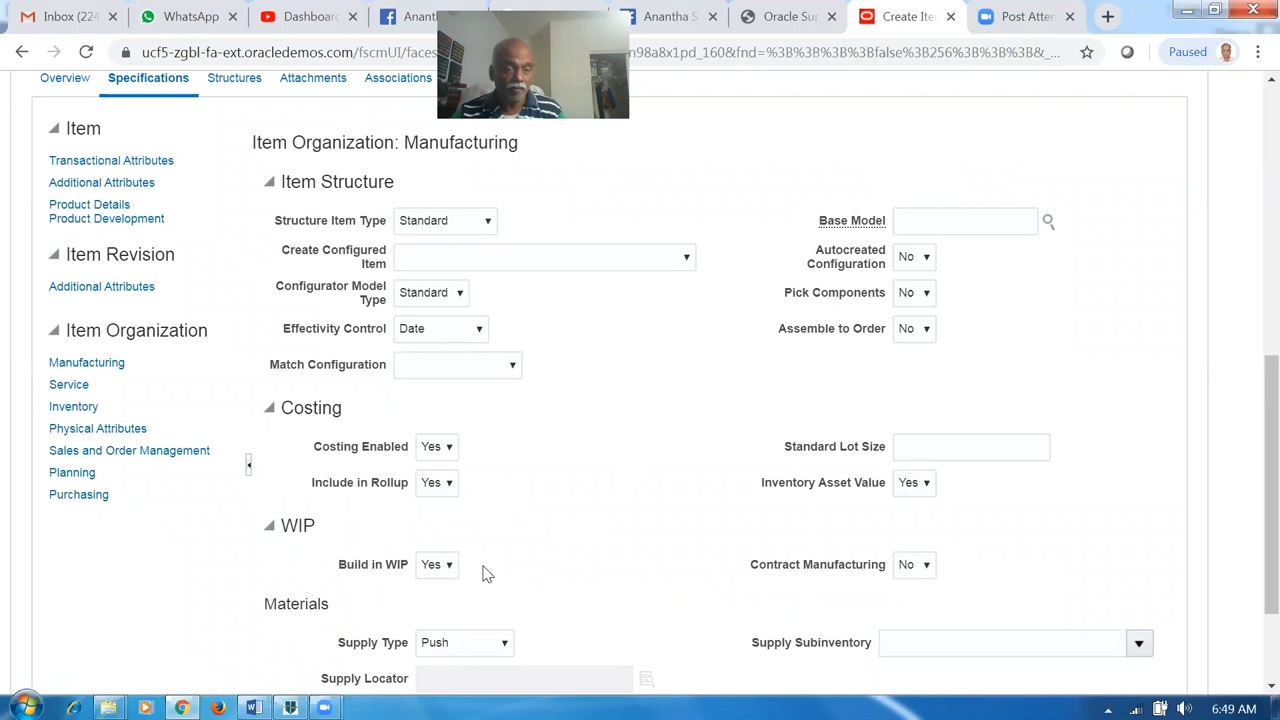 Inbox (224
WhatsApp
Dashboard
Anantha
Anantha S
Oracle Su
Create Ite
Post Atter
ucf5-zgbl-fa-ext.oracledemos.com/fscmUI/faces
m98a8x1pd_160&fnd=%3B%3B%3B%3Bfalse%3B256%3B%3B%3B&_...
Paused
Overview
Specifications
Structures
Attachments
Associations
Item
Transactional Attributes
Additional Attributes
Product Details
Product Development
Item Revision
Additional Attributes
Item Organization
Manufacturing
Service
Inventory
Physical Attributes
Sales and Order Management
Planning
Purchasing
Item Organization: Manufacturing
Item Structure
Structure Item Type Standard
Base Model
Create Configured
Item
Autocreated
Configuration No
Configurator Model
Type Standard
Pick Components No
Effectivity Control Date
Assemble to Order No
Match Configuration
Costing
Costing Enabled Yes
Standard Lot Size
Include in Rollup Yes
Inventory Asset Value Yes
WIP
Build in WIP Yes
Contract Manufacturing No
Materials
Supply Type Push
Supply Subinventory
Supply Locator
6:49 AM